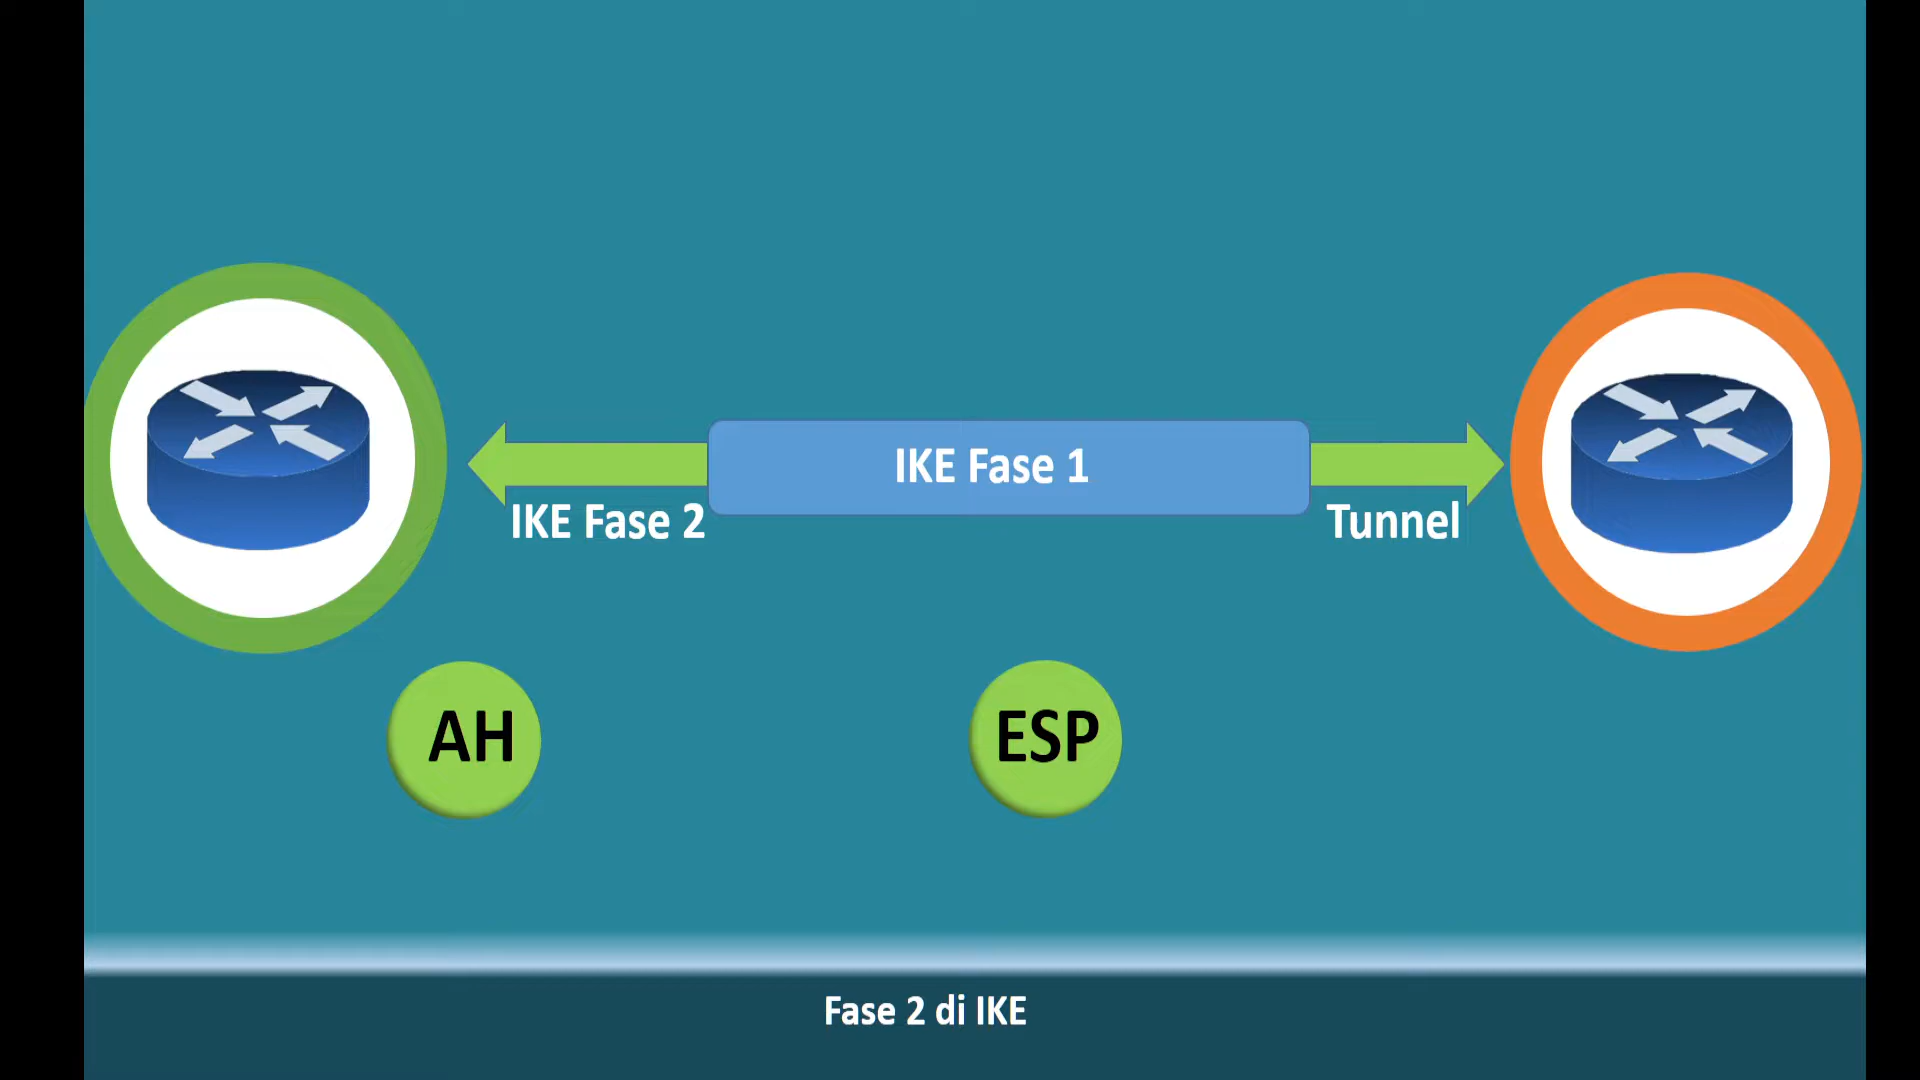 IKE Fase 1
IKE Fase 2
Tunnel
AH
ESP
Fase 2 di IKE